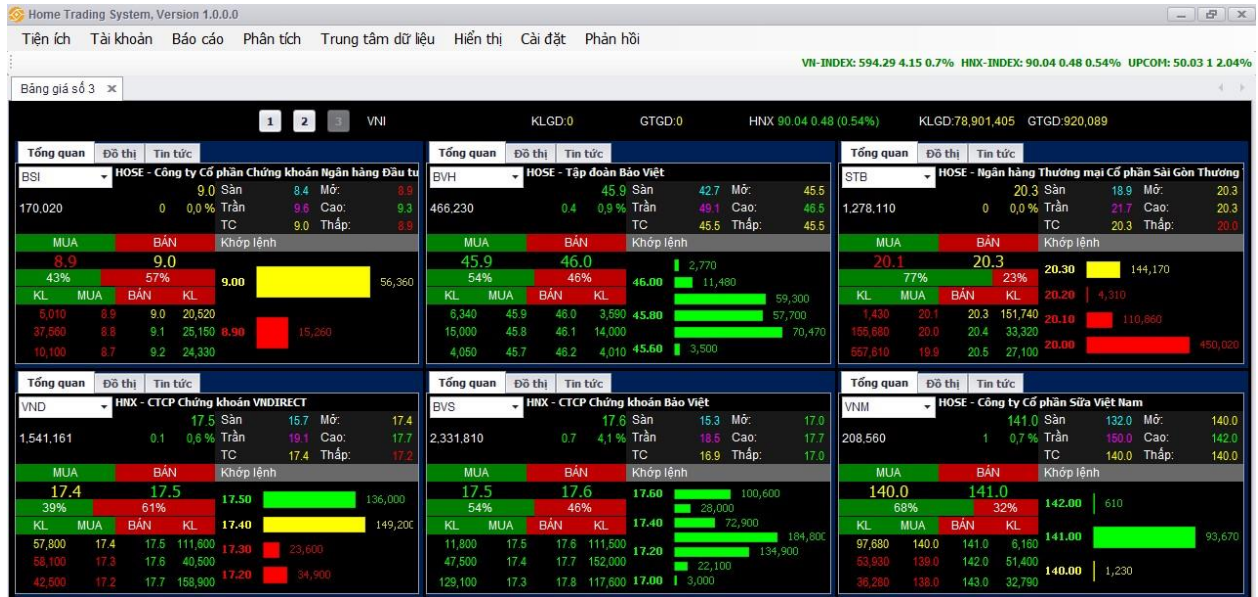 Home Trading System, Version 1.0.0.0
Tiện ích Tài khoản Báo cáo Phân tích Trung tâm dữ liệu Hiển thị Cài đặt Phản hồi
VN-INDEX: 594.29 4.15 0.7% HNX-INDEX: 90.04 0.48 0.54% UPCOM: 50.03 1 2.04%
Bảng giá số 3
1 2 3 VNI KLGD:0 GTGD:0 HNX 90.04 0.48 (0.54%) KLGD:78,901,405 GTGD:920,089
Tổng quan Đồ thị Tin tức
BSI HOSE - Công ty Cổ phần Chứng khoán Ngân hàng Đầu tư
9.0 Sàn 8.4 Mở: 8.9
170,020 0 0,0 % Trần 9.6 Cao: 9.3
TC 9.0 Thấp: 8.9
MUA BÁN Khớp lệnh
8.9 9.0
43% 57%
KL MUA BÁN KL
5,010 8.9 9.0 20,520
37,560 8.8 9.1 25,150
10,100 8.7 9.2 24,330
9.00 56,360
8.90 15,260
Tổng quan Đồ thị Tin tức
BVH HOSE - Tập đoàn Bảo Việt
45.9 Sàn 42.7 Mở: 45.5
466,230 0.4 0,9 % Trần 49.1 Cao: 46.5
TC 45.5 Thấp: 45.5
MUA BÁN Khớp lệnh
45.9 46.0
54% 46%
KL MUA BÁN KL
6,340 45.9 46.0 3,590
15,000 45.8 46.1 14,000
4,050 45.7 46.2 4,010
2,770
46.00 11,480
59,300
45.80 57,700
70,470
45.60 3,500
Tổng quan Đồ thị Tin tức
STB HOSE - Ngân hàng Thương mại Cổ phần Sài Gòn Thương
20.3 Sàn 18.9 Mở: 20.3
1,278,110 0 0,0 % Trần 21.7 Cao: 20.3
TC 20.3 Thấp: 20.0
MUA BÁN Khớp lệnh
20.1 20.3
77% 23%
KL MUA BÁN KL
1,430 20.1 20.3 151,740
155,680 20.0 20.4 33,320
557,610 19.9 20.5 27,100
20.30 144,170
20.20 4,310
20.10 110,860
20.00 450,020
Tổng quan Đồ thị Tin tức
VND HNX - CTCP Chứng khoán VNDIRECT
17.5 Sàn 15.7 Mở: 17.4
1,541,161 0.1 0,6 % Trần 19.1 Cao: 17.7
TC 17.4 Thấp: 17.2
MUA BÁN Khớp lệnh
17.4 17.5
39% 61%
KL MUA BÁN KL
57,800 17.4 17.5 111,600
58,100 17.3 17.6 40,500
42,500 17.2 17.7 158,900
17.50 136,000
17.40 149,200
17.30 23,600
17.20 34,900
Tổng quan Đồ thị Tin tức
BVS HNX - CTCP Chứng khoán Bảo Việt
17.6 Sàn 15.3 Mở: 17.0
2,331,810 0.7 4,1 % Trần 18.5 Cao: 17.7
TC 16.9 Thấp: 17.0
MUA BÁN Khớp lệnh
17.5 17.6
54% 46%
KL MUA BÁN KL
11,800 17.5 17.6 111,500
47,500 17.4 17.7 152,000
129,100 17.3 17.8 117,600
17.60 100,600
28,000
17.40 72,900
184,800
17.20 134,900
22,100
17.00 3,000
Tổng quan Đồ thị Tin tức
VNM HOSE - Công ty Cổ phần Sữa Việt Nam
141.0 Sàn 132.0 Mở: 140.0
208,560 1 0,7 % Trần 150.0 Cao: 142.0
TC 140.0 Thấp: 140.0
MUA BÁN Khớp lệnh
140.0 141.0
68% 32%
KL MUA BÁN KL
97,680 140.0 141.0 6,160
53,930 139.0 142.0 51,400
36,280 138.0 143.0 32,790
142.00 610
141.00 93,670
140.00 1,230